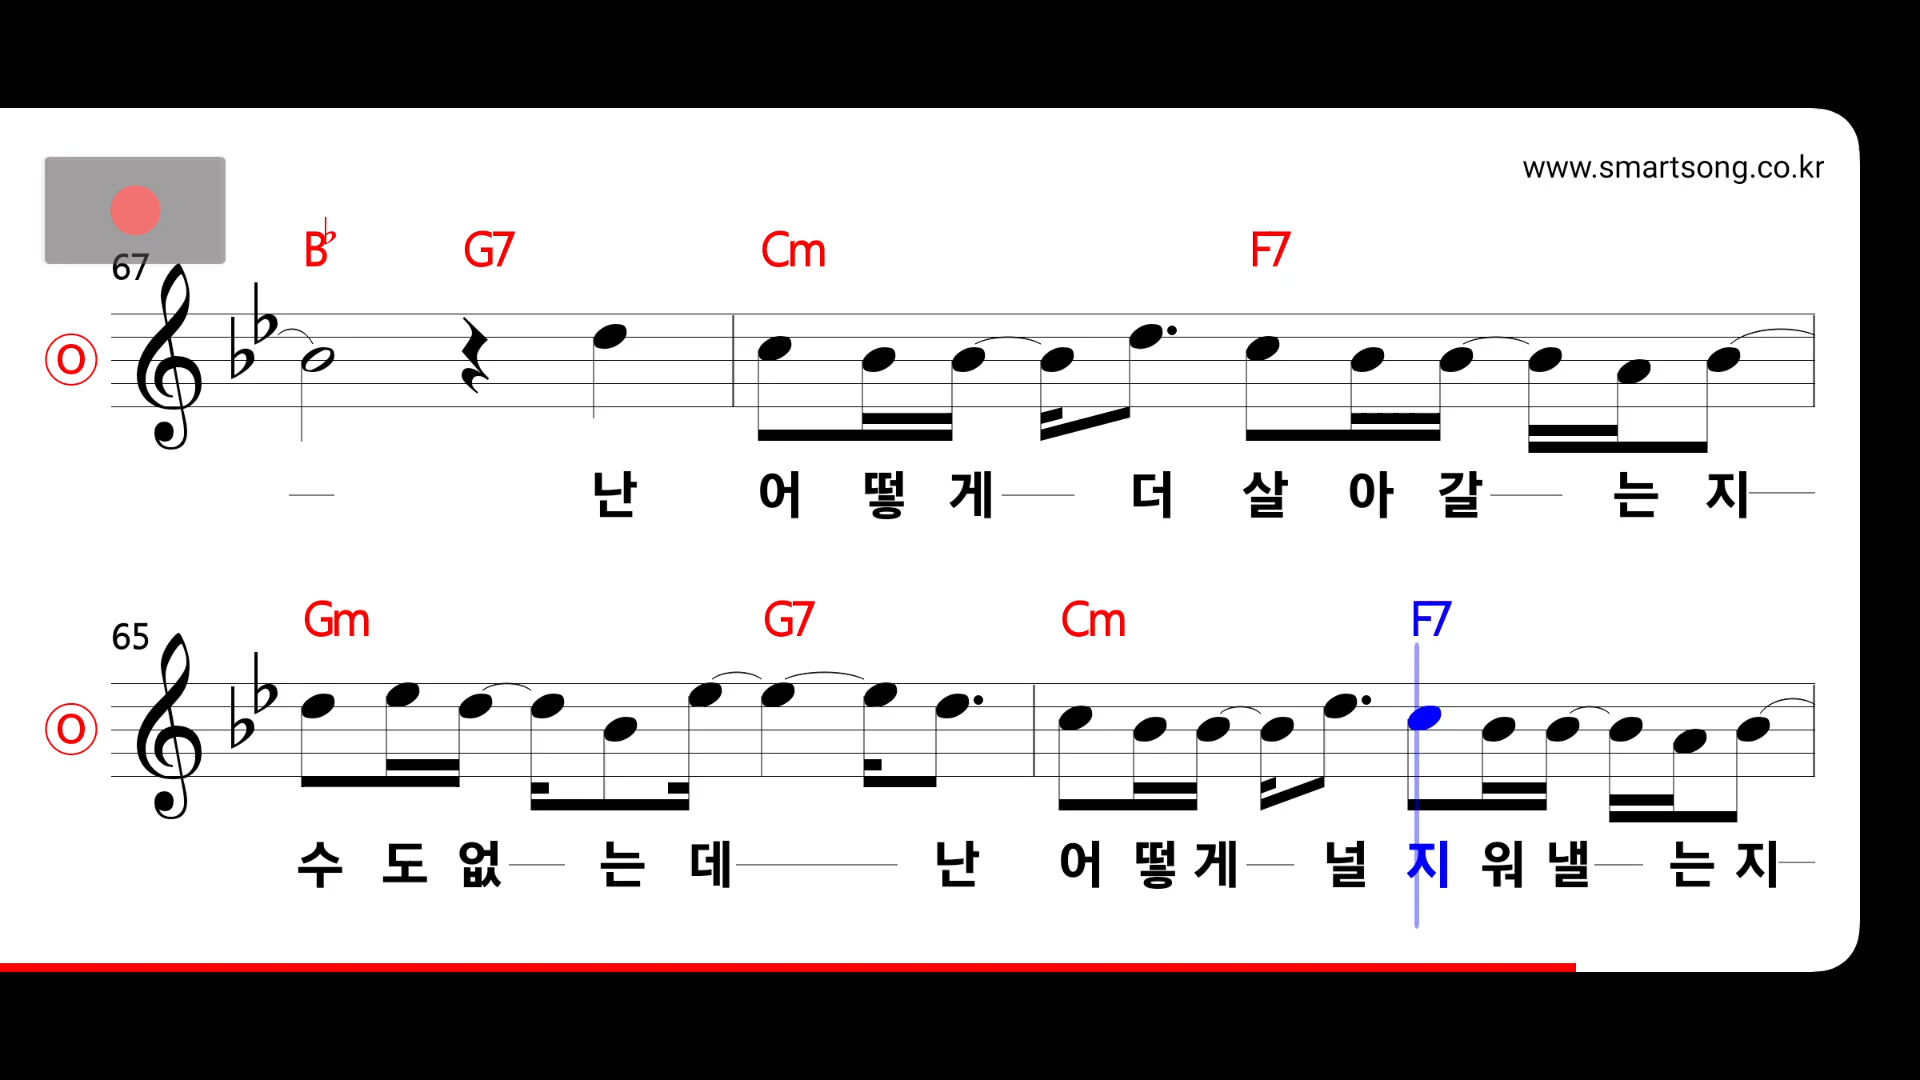 www.smartsong.co.kr
B♭ G7 Cm F7
67
O
난 어 떻 게 더 살 아 갈 는 지
Gm G7 Cm F7
65
O
수 도 없 는 데 난 어 떻 게 널 지 워 낼 는 지